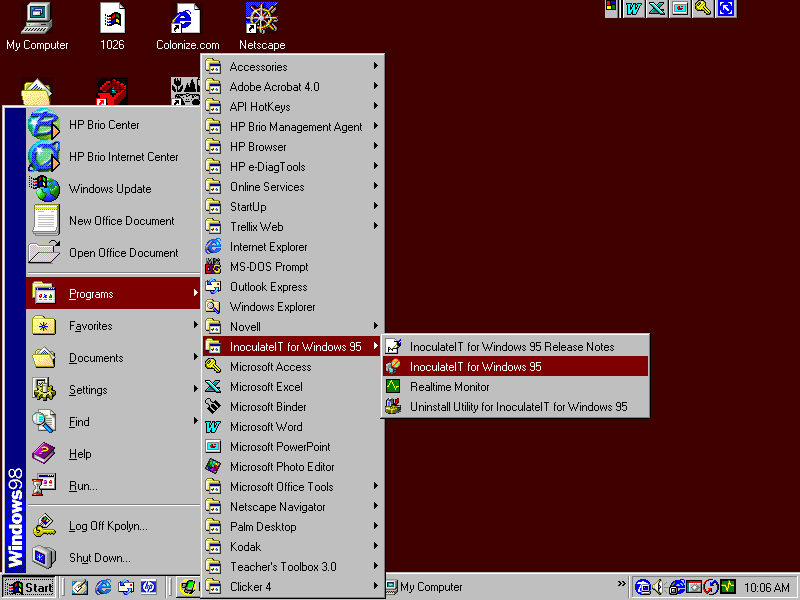 My Computer
1026
Colonize.com
Netscape
HP Brio Center
HP Brio Internet Center
Windows Update
New Office Document
Open Office Document
Programs
Favorites
Documents
Settings
Find
Help
Run...
Log Off Kpolyn...
Shut Down...
Windows98
Accessories
Adobe Acrobat 4.0
API HotKeys
HP Brio Management Agent
HP Browser
HP e-DiagTools
Online Services
StartUp
Trellix Web
Internet Explorer
MS-DOS Prompt
Outlook Express
Windows Explorer
Novell
InoculateIT for Windows 95
Microsoft Access
Microsoft Excel
Microsoft Binder
Microsoft Word
Microsoft PowerPoint
Microsoft Photo Editor
Microsoft Office Tools
Netscape Navigator
Palm Desktop
Kodak
Teacher's Toolbox 3.0
Clicker 4
InoculateIT for Windows 95 Release Notes
InoculateIT for Windows 95
Realtime Monitor
Uninstall Utility for InoculateIT for Windows 95
Start
My Computer
10:06 AM